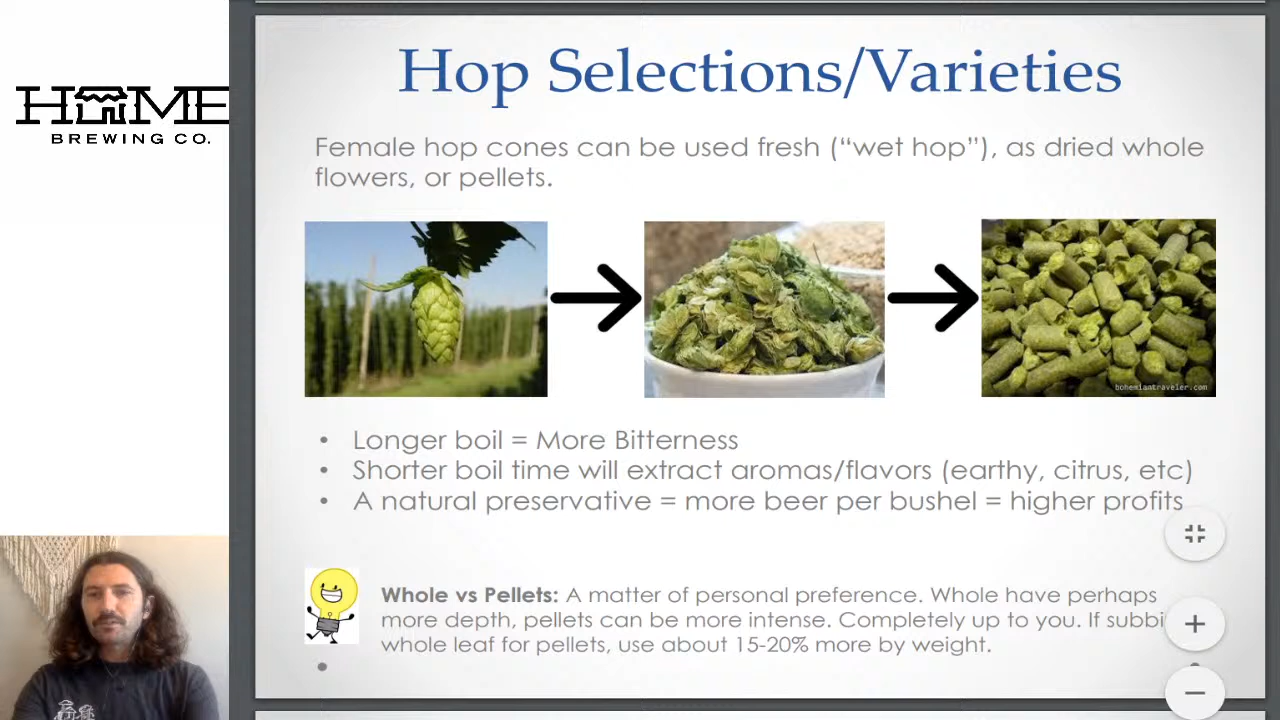 Hop Selections/Varieties
HOME
BREWING CO.
Female hop cones can be used fresh (“wet hop”), as dried whole
flowers, or pellets.
bohemiantraveler.com
• Longer boil = More Bitterness
• Shorter boil time will extract aromas/flavors (earthy, citrus, etc)
• A natural preservative = more beer per bushel = higher profits
Whole vs Pellets: A matter of personal preference. Whole have perhaps
more depth, pellets can be more intense. Completely up to you. If
whole leaf for pellets, use about 15-20% more by weight.